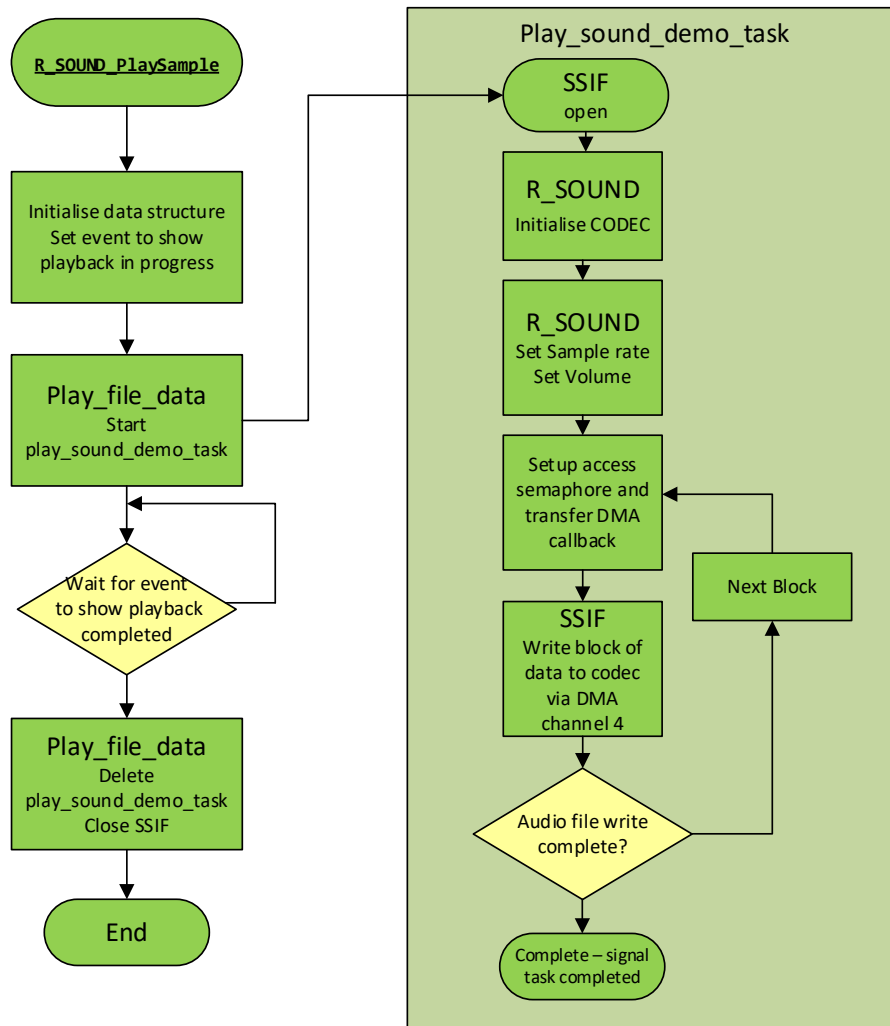 R_SOUND_PlaySample
Initialise data structure
Set event to show
playback in progress
Play_file_data
Start
play_sound_demo_task
Wait for event
to show playback
completed
Play_file_data
Delete
play_sound_demo_task
Close SSIF
End
Play_sound_demo_task
SSIF
open
R_SOUND
Initialise CODEC
R_SOUND
Set Sample rate
Set Volume
Setup access
semaphore and
transfer DMA
callback
Next Block
SSIF
Write block of
data to codec
via DMA
channel 4
Audio file write
complete?
Complete – signal
task completed